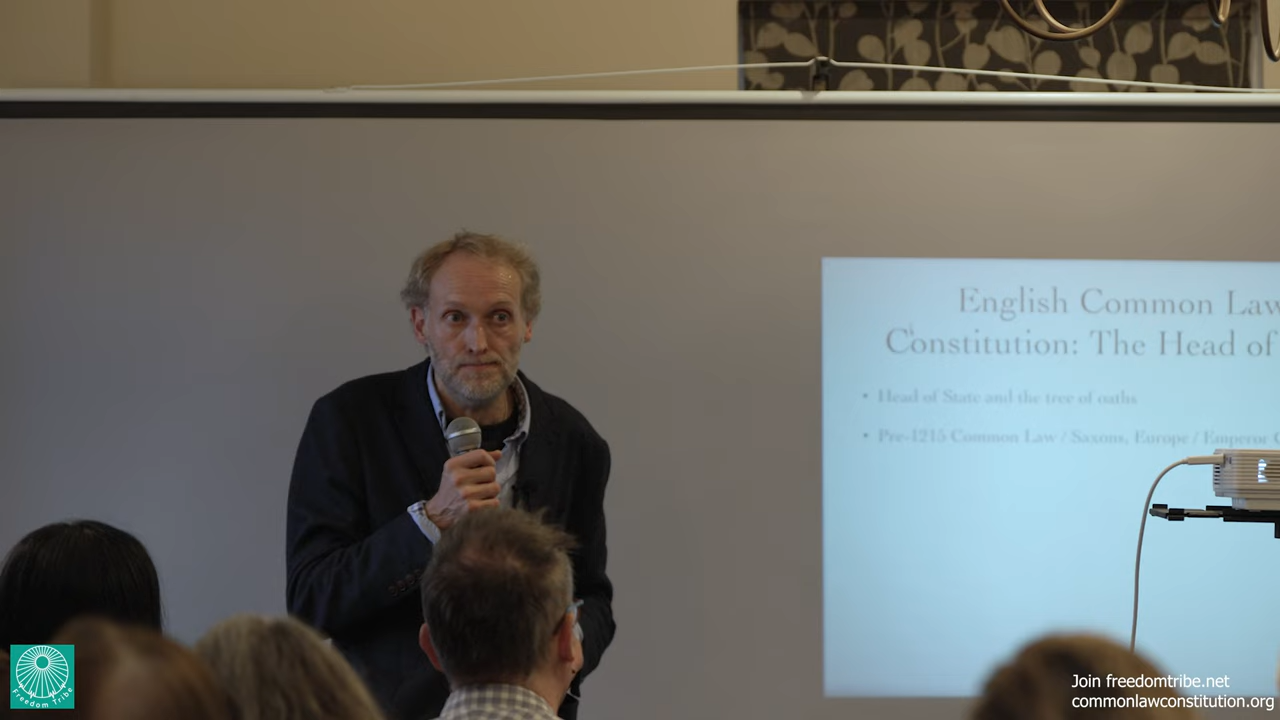 English Common Law
Constitution: The Head of
• Head of State and the tree of oaths
• Pre-1215 Common Law / Saxons, Europe / Emperor
Freedom Tribe
Join freedomtribe.net
commonlawconstitution.org